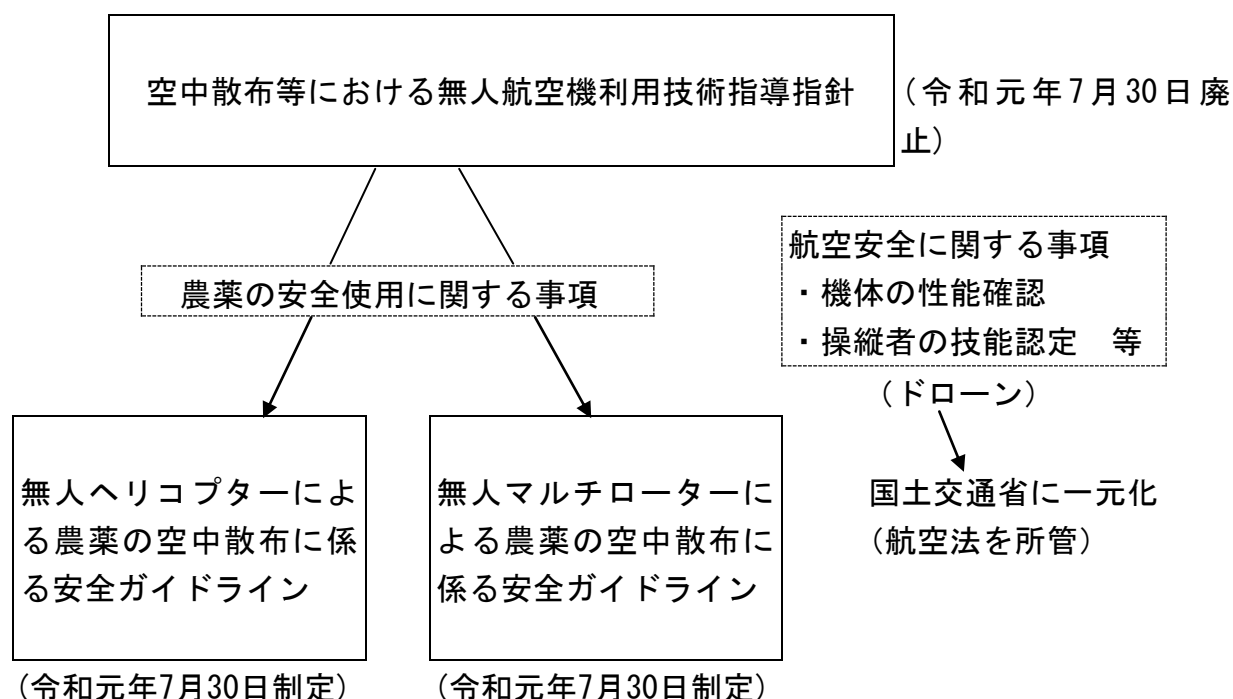 空中散布等における無人航空機利用技術指導指針
(令和元年7月30日廃
止)
農薬の安全使用に関する事項
航空安全に関する事項
・機体の性能確認
・操縦者の技能認定　等
(ドローン)
無人ヘリコプターによ
る農薬の空中散布に係
る安全ガイドライン
無人マルチローターに
よる農薬の空中散布に
係る安全ガイドライン
国土交通省に一元化
(航空法を所管)
(令和元年7月30日制定)
(令和元年7月30日制定)